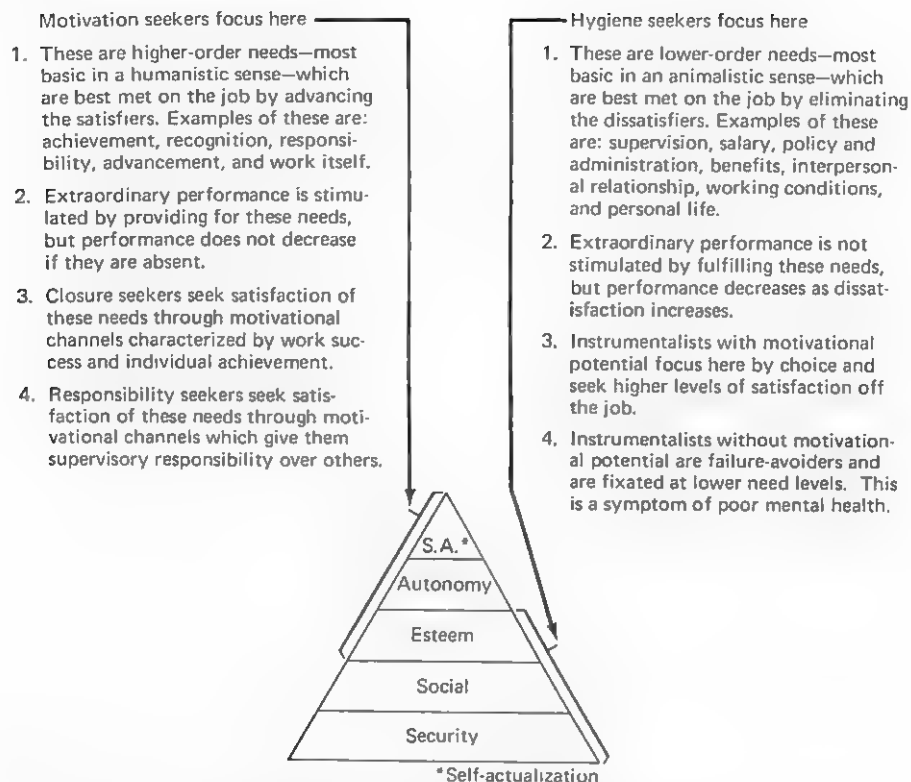 Motivation seekers focus here
1. These are higher-order needs—most
basic in a humanistic sense—which
are best met on the job by advancing
the satisfiers. Examples of these are:
achievement, recognition, responsi-
bility, advancement, and work itself.
2. Extraordinary performance is stimu-
lated by providing for these needs,
but performance does not decrease
if they are absent.
3. Closure seekers seek satisfaction of
these needs through motivational
channels characterized by work suc-
cess and individual achievement.
4. Responsibility seekers seek satis-
faction of these needs through moti-
vational channels which give them
supervisory responsibility over others.
Hygiene seekers focus here
1. These are lower-order needs—most
basic in an animalistic sense—which
are best met on the job by eliminating
the dissatisfiers. Examples of these
are: supervision, salary, policy and
administration, benefits, interperson-
al relationship, working conditions,
and personal life.
2. Extraordinary performance is not
stimulated by fulfilling these needs,
but performance decreases as dissat-
isfaction increases.
3. Instrumentalists with motivational
potential focus here by choice and
seek higher levels of satisfaction off
the job.
4. Instrumentalists without motivation-
al potential are failure-avoiders and
are fixated at lower need levels. This
is a symptom of poor mental health.
S.A.*
Autonomy
Esteem
Social
Security
*Self-actualization